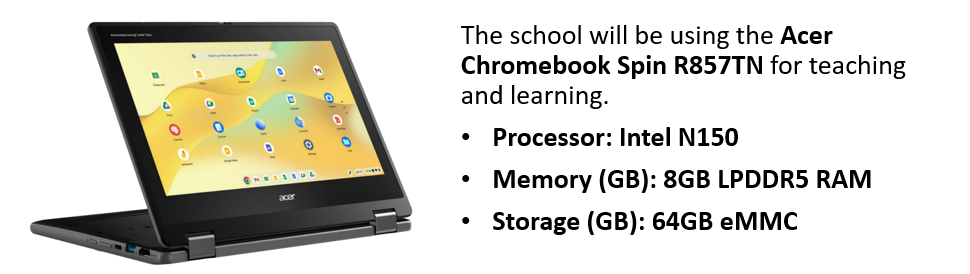 The school will be using the Acer
Chromebook Spin R857TN for teaching
and learning.
• Processor: Intel N150
• Memory (GB): 8GB LPDDR5 RAM
• Storage (GB): 64GB eMMC
acer